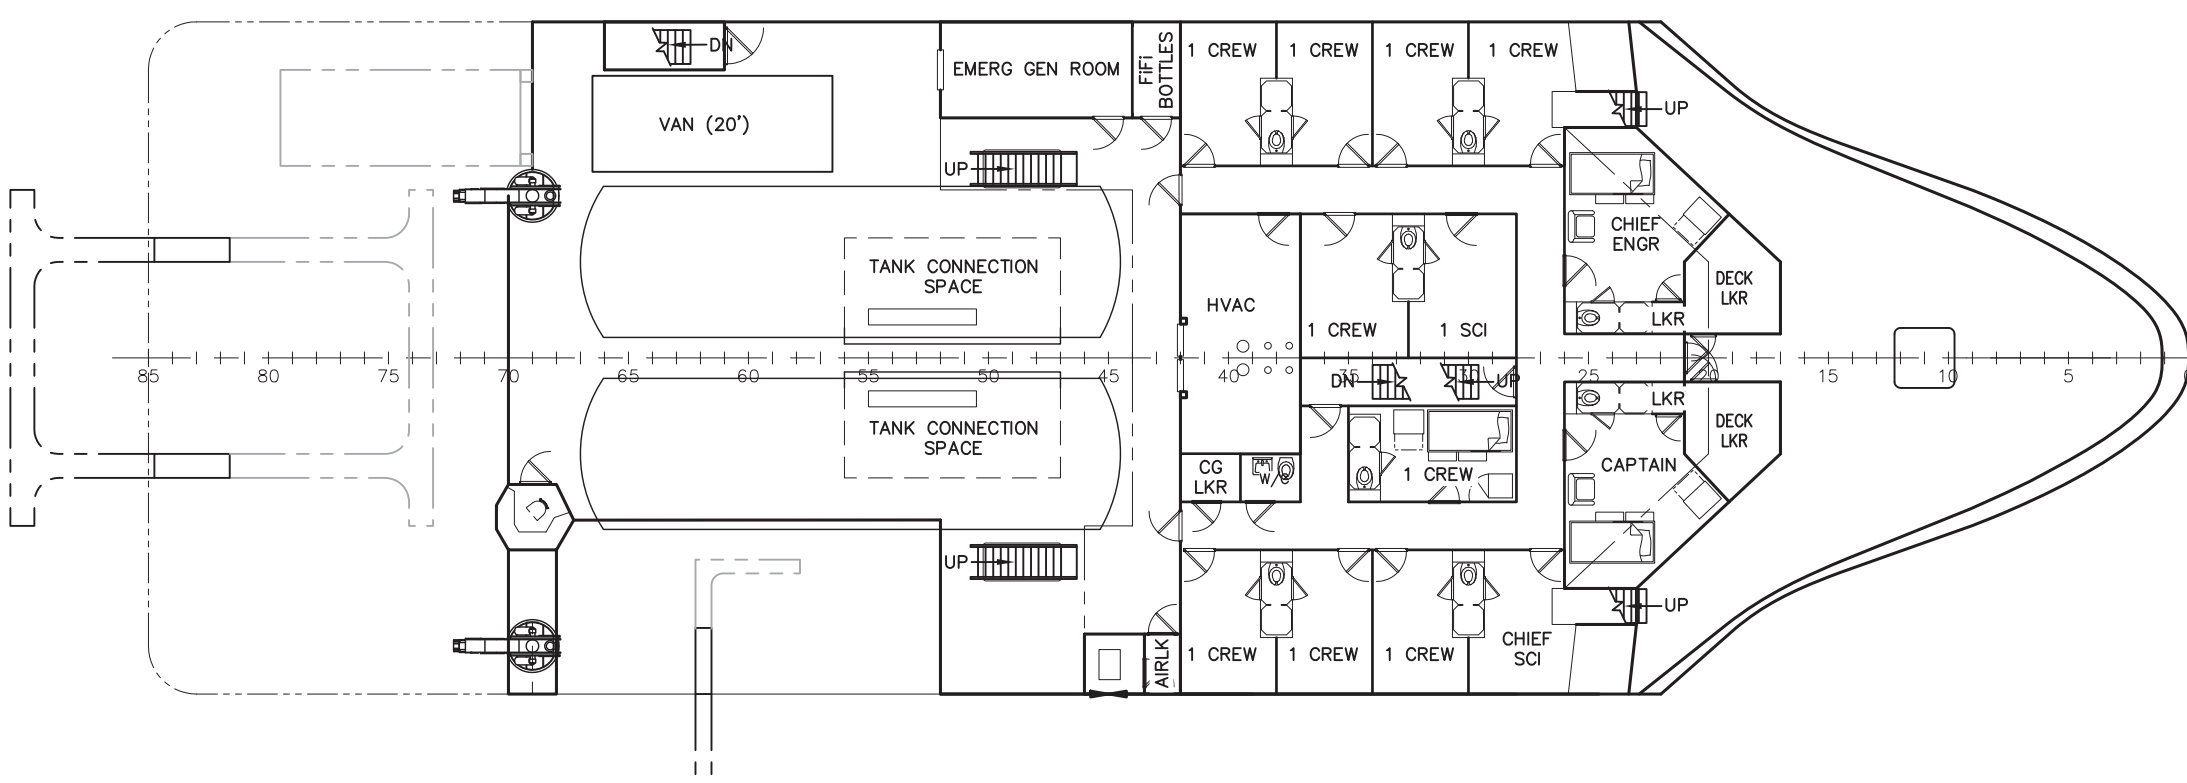 DN
EMERG GEN ROOM
FiFi
BOTTLES
1 CREW
1 CREW
1 CREW
1 CREW
VAN (20')
UP
UP
CHIEF
ENGR
TANK CONNECTION
SPACE
HVAC
1 CREW
1 SCI
LKR
DECK
LKR
85
80
75
70
65
60
55
50
45
40
35
30
25
20
15
10
5
0
DN
UP
TANK CONNECTION
SPACE
LKR
DECK
LKR
CG
LKR
W
1 CREW
CAPTAIN
UP
UP
AIRLK
1 CREW
1 CREW
1 CREW
CHIEF
SCI